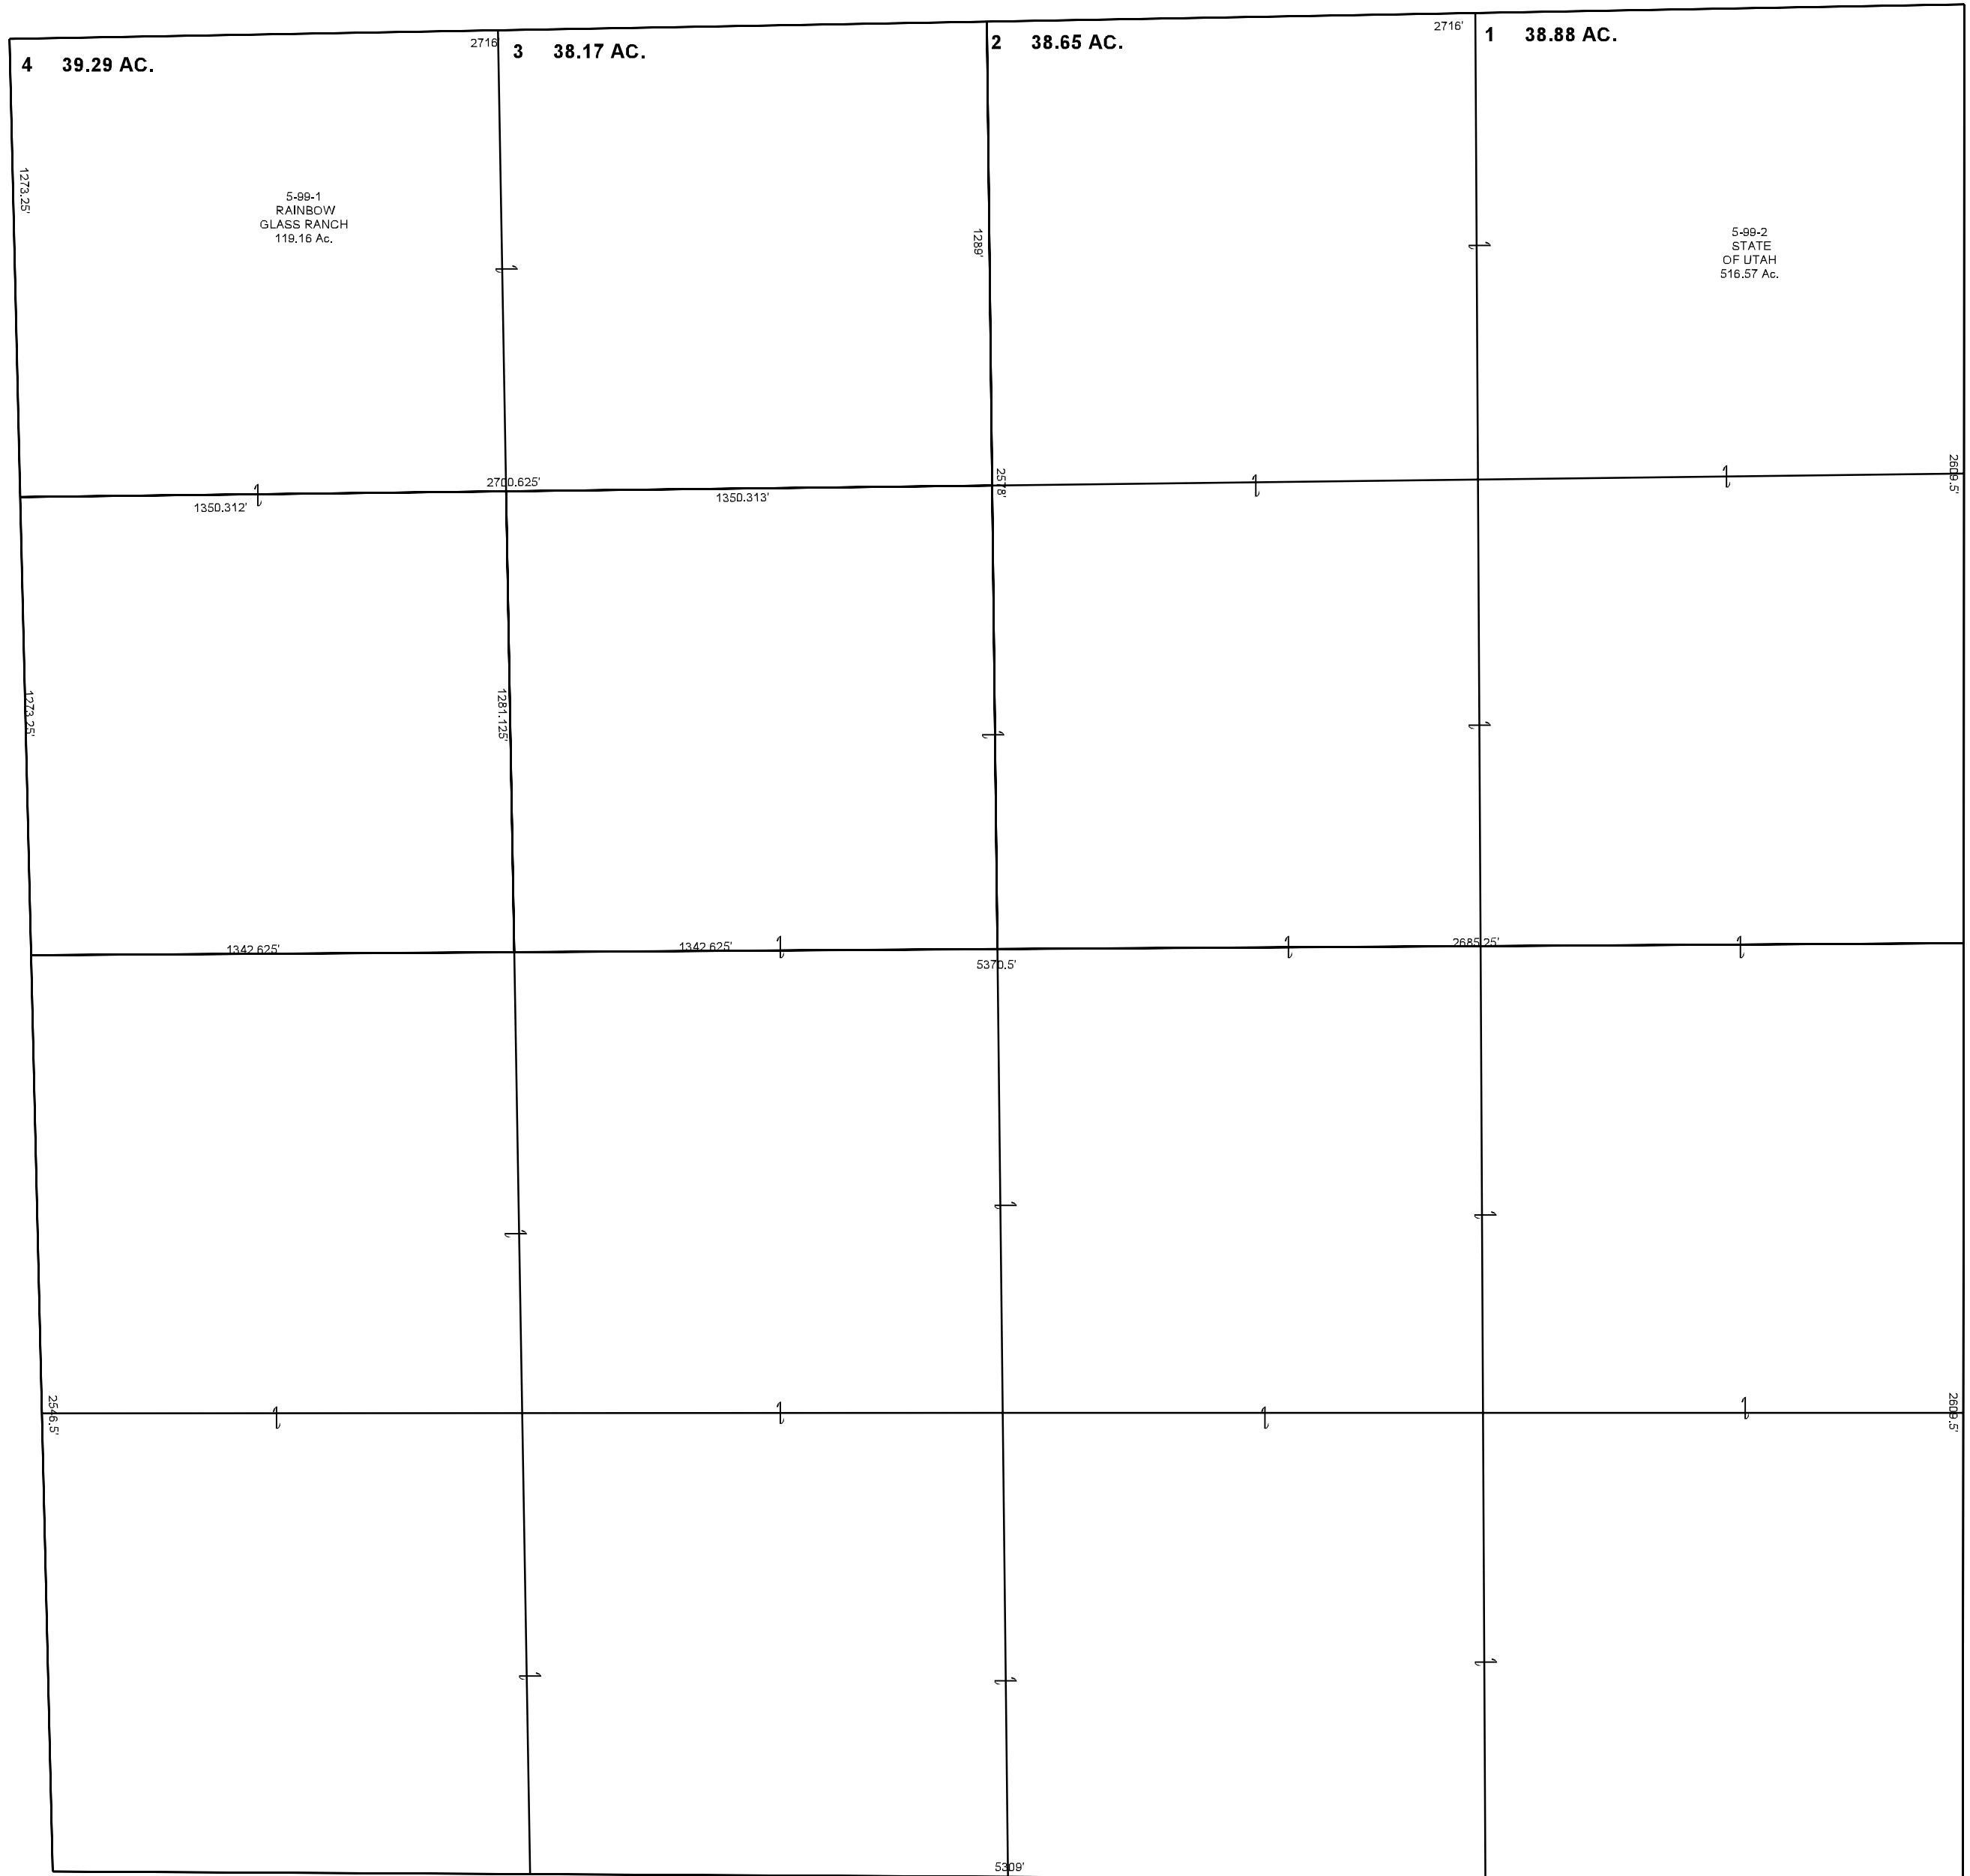 2716'
2716'
4 39.29 AC.
3 38.17 AC.
2 38.65 AC.
1 38.88 AC.
1273.25'
5-99-1
RAINBOW
GLASS RANCH
119.16 Ac.
1289'
5-99-2
STATE
OF UTAH
516.57 Ac.
2700.625'
1350.312'
1350.313'
2578'
2609.5'
1273.25'
1281.125'
1342.625'
1342.625'
5370.5'
2685.25'
2546.5'
2609.5'
5309'